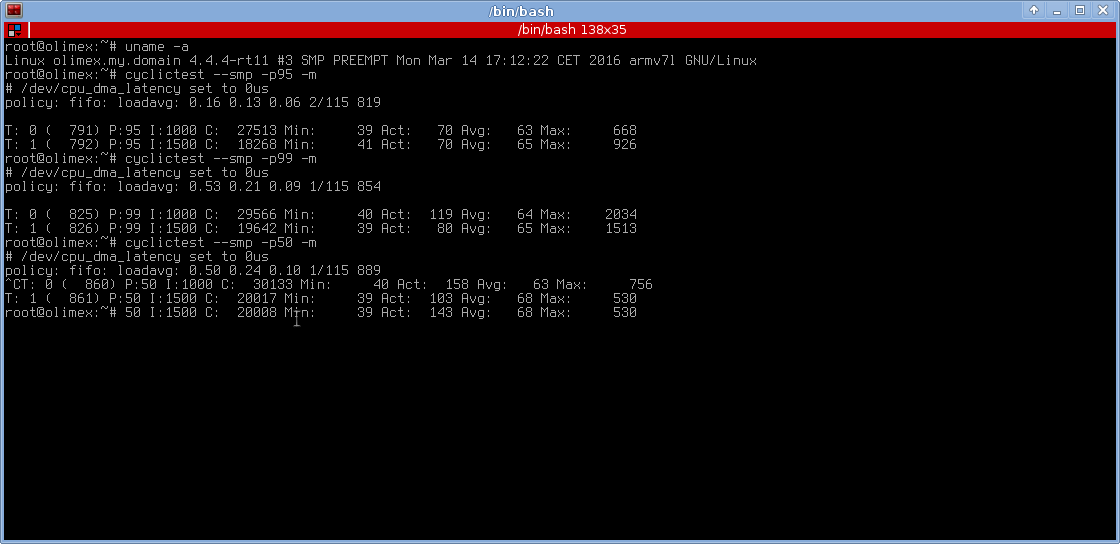 /bin/bash
/bin/bash 138x35
root@olimex:~# uname -a
Linux olimex.my.domain 4.4.4-rt11 #3 SMP PREEMPT Mon Mar 14 17:12:22 CET 2016 armv7l GNU/Linux
root@olimex:~# cyclictest --smp -p95 -m
# /dev/cpu_dma_latency set to 0us
policy: fifo: loadavg: 0.16 0.13 0.06 2/115 819
T: 0 (  791) P:95 I:1000 C:  27513 Min:     39 Act:   70 Avg:   63 Max:     668
T: 1 (  792) P:95 I:1500 C:  18268 Min:     41 Act:   70 Avg:   65 Max:     926
root@olimex:~# cyclictest --smp -p99 -m
# /dev/cpu_dma_latency set to 0us
policy: fifo: loadavg: 0.53 0.21 0.09 1/115 854
T: 0 (  825) P:99 I:1000 C:  29566 Min:     40 Act:  119 Avg:   64 Max:    2034
T: 1 (  826) P:99 I:1500 C:  19642 Min:     39 Act:   80 Avg:   65 Max:    1513
root@olimex:~# cyclictest --smp -p50 -m
# /dev/cpu_dma_latency set to 0us
policy: fifo: loadavg: 0.50 0.24 0.10 1/115 889
^CT: 0 (  860) P:50 I:1000 C:  30133 Min:     40 Act:  158 Avg:   63 Max:     756
T: 1 (  861) P:50 I:1500 C:  20017 Min:     39 Act:  103 Avg:   68 Max:     530
root@olimex:~# 50 I:1500 C:  20008 Min:     39 Act:  143 Avg:   68 Max:     530